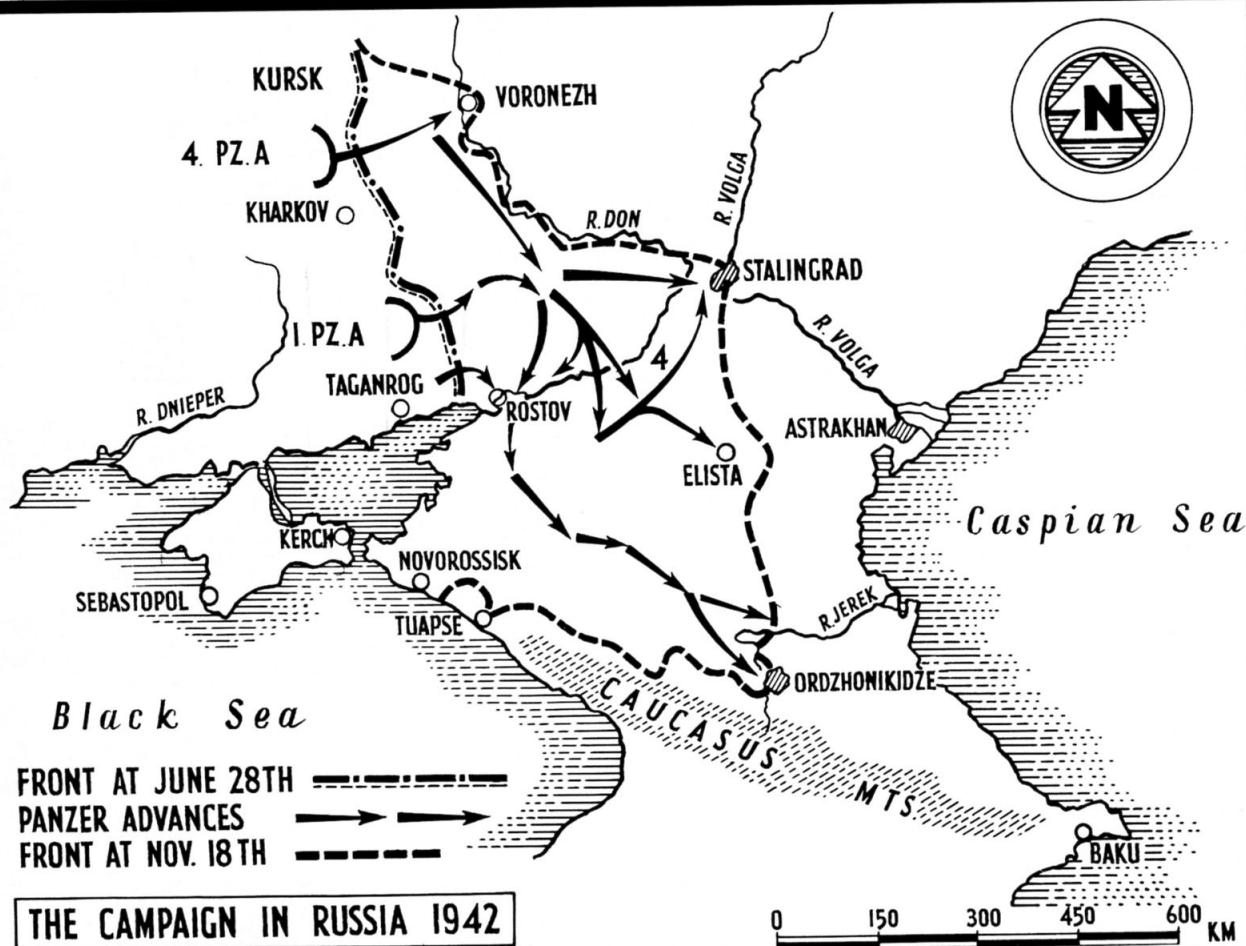 KURSK
VORONEZH
N
4. PZ.A
KHARKOV
R. DON
R. VOLGA
STALINGRAD
1. PZ.A
R. VOLGA
4
TAGANROG
R. DNIEPER
ROSTOV
ASTRAKHAN
ELISTA
Caspian Sea
KERCH
NOVOROSSISK
SEBASTOPOL
TUAPSE
R. JEREK
ORDZHONIKIDZE
CAUCASUS MTS
Black Sea
FRONT AT JUNE 28TH
PANZER ADVANCES
FRONT AT NOV. 18TH
BAKU
THE CAMPAIGN IN RUSSIA 1942
0 150 300 450 600 KM